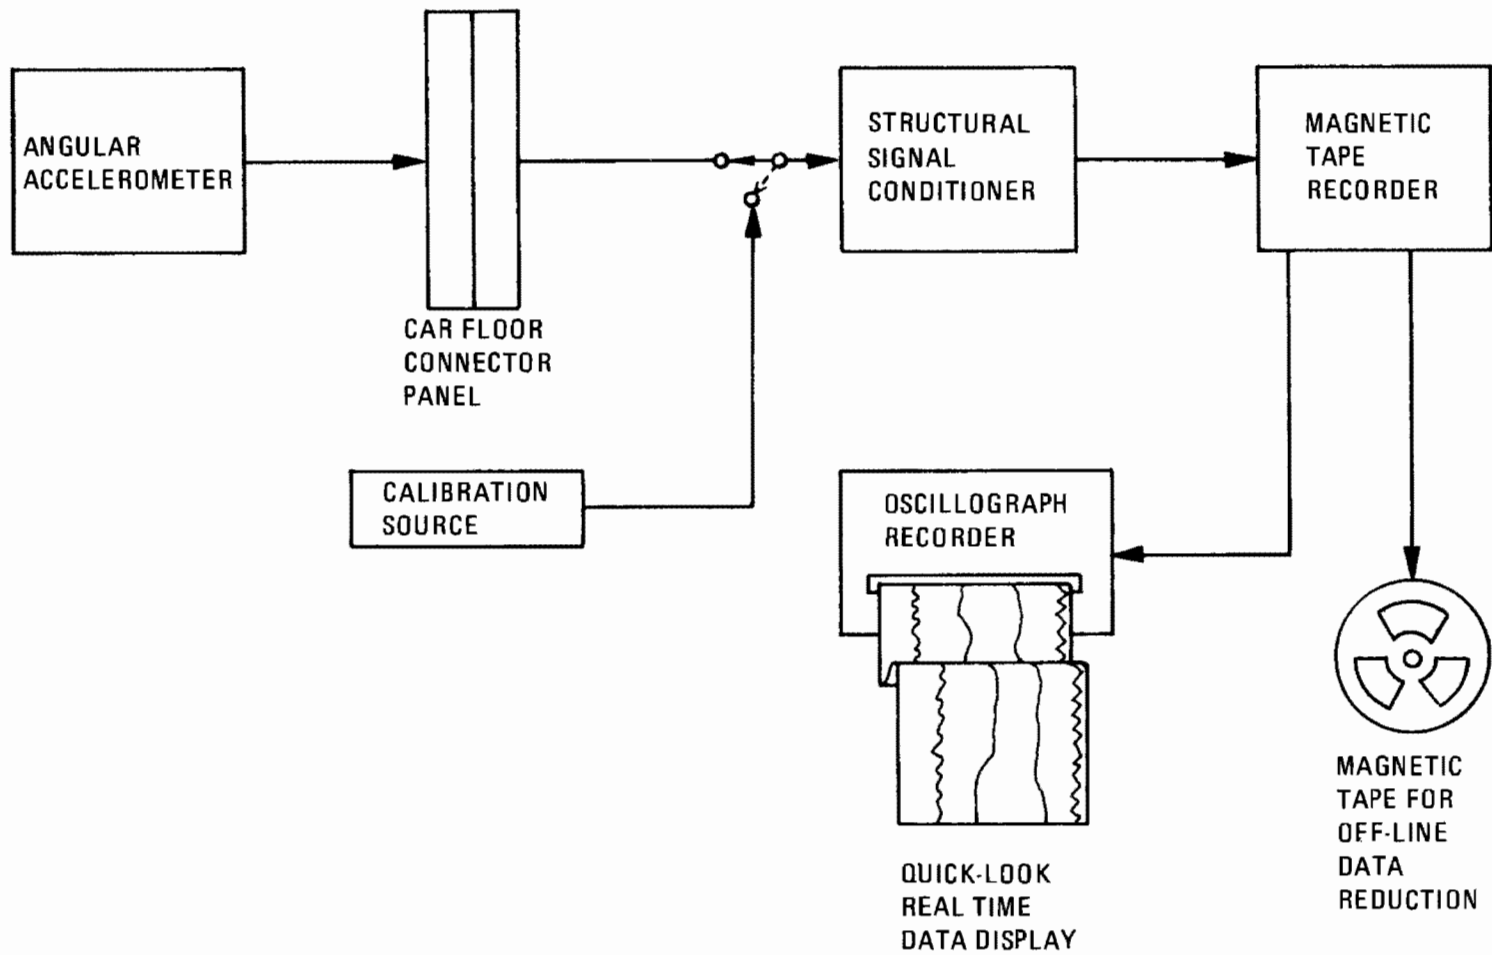 ANGULAR
ACCELEROMETER
CAR FLOOR
CONNECTOR
PANEL
STRUCTURAL
SIGNAL
CONDITIONER
MAGNETIC
TAPE
RECORDER
CALIBRATION
SOURCE
OSCILLOGRAPH
RECORDER
QUICK-LOOK
REAL TIME
DATA DISPLAY
MAGNETIC
TAPE FOR
OFF-LINE
DATA
REDUCTION